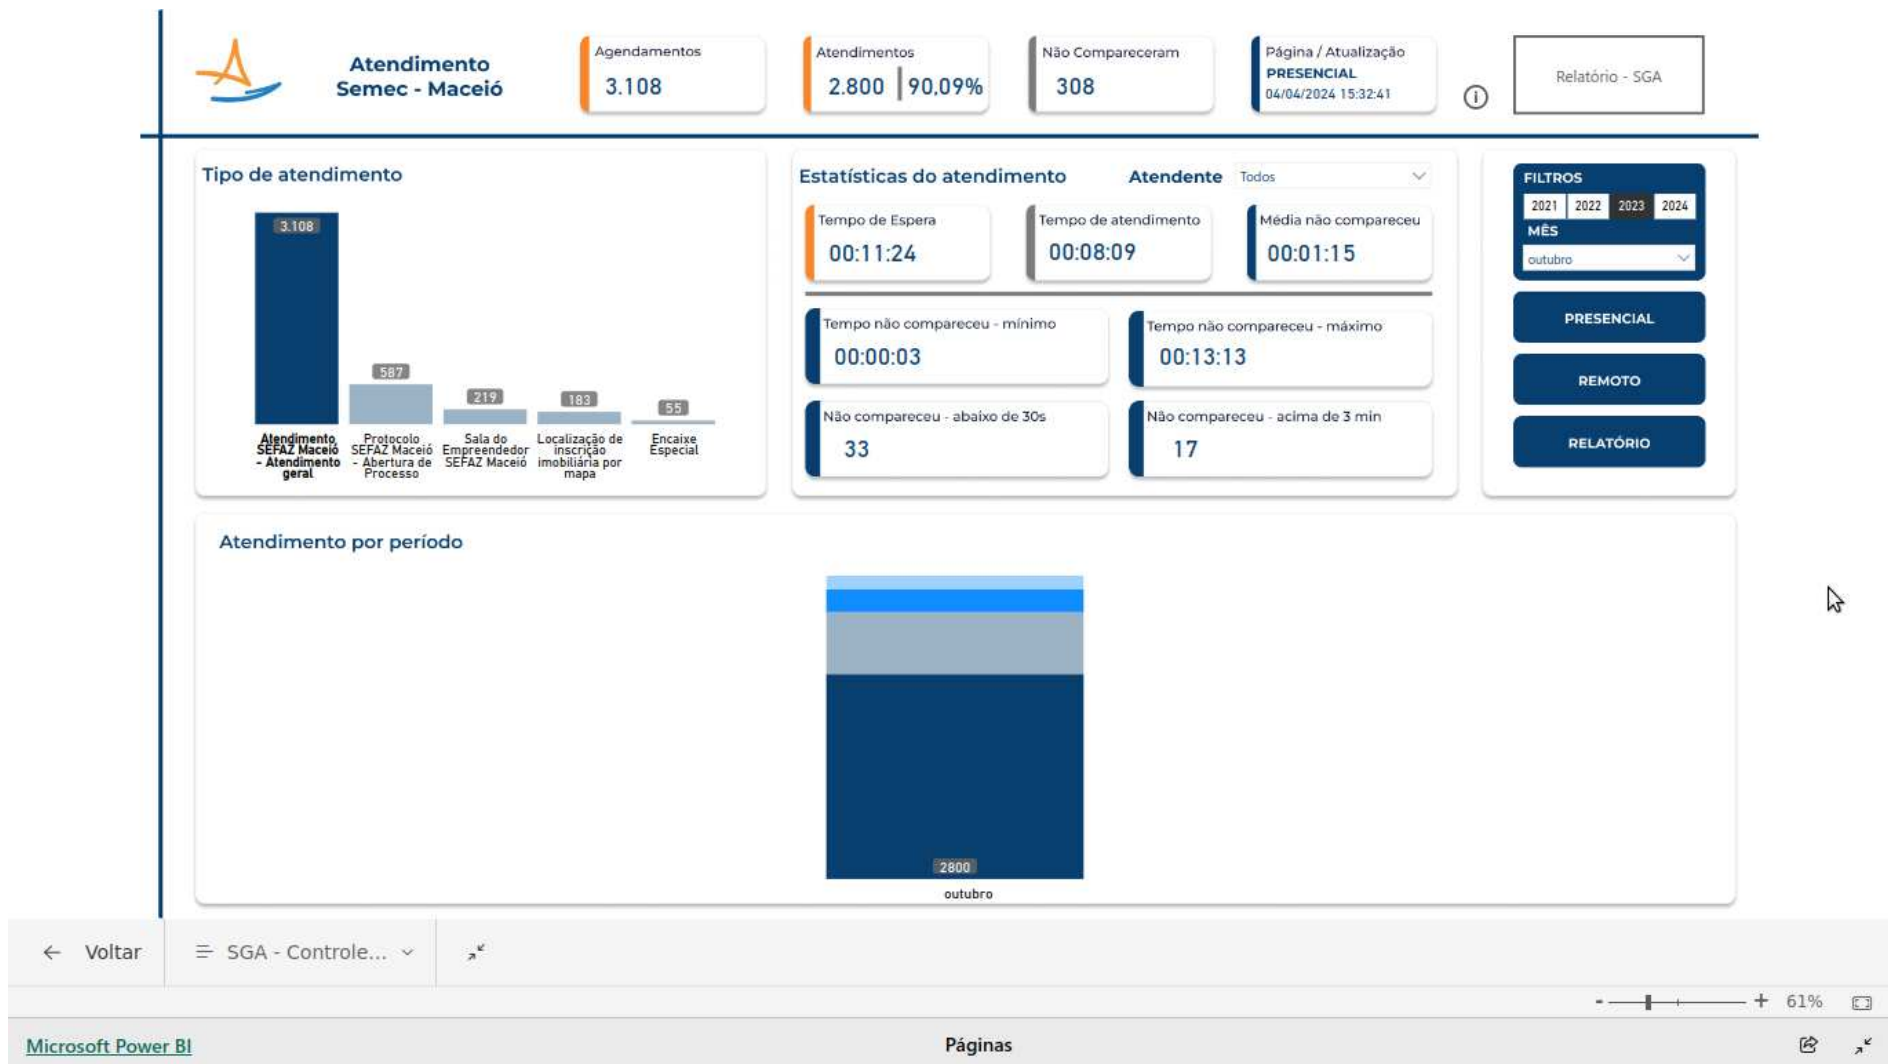 Atendimento
Semec - Maceió
Agendamentos
3.108
Atendimentos
2.800 90,09%
Não Compareceram
308
Página / Atualização
PRESENCIAL
04/04/2024 15:32:41
Relatório - SGA
Tipo de atendimento
3.108
587
219
183
55
Atendimento
SEFAZ Maceió
- Atendimento
geral
Protocolo
SEFAZ Maceió
- Abertura de
Processo
Sala do
Empreendedor
SEFAZ Maceió
Localização de
inscrição
imobiliária por
mapa
Encaixe
Especial
Estatísticas do atendimento
Atendente Todos
Tempo de Espera
00:11:24
Tempo de atendimento
00:08:09
Média não compareceu
00:01:15
Tempo não compareceu - mínimo
00:00:03
Tempo não compareceu - máximo
00:13:13
Não compareceu - abaixo de 30s
33
Não compareceu - acima de 3 min
17
FILTROS
2021 2022 2023 2024
MÊS
outubro
PRESENCIAL
REMOTO
RELATÓRIO
Atendimento por período
2800
outubro
Voltar
SGA - Controle...
- + 61%
Microsoft Power BI
Páginas